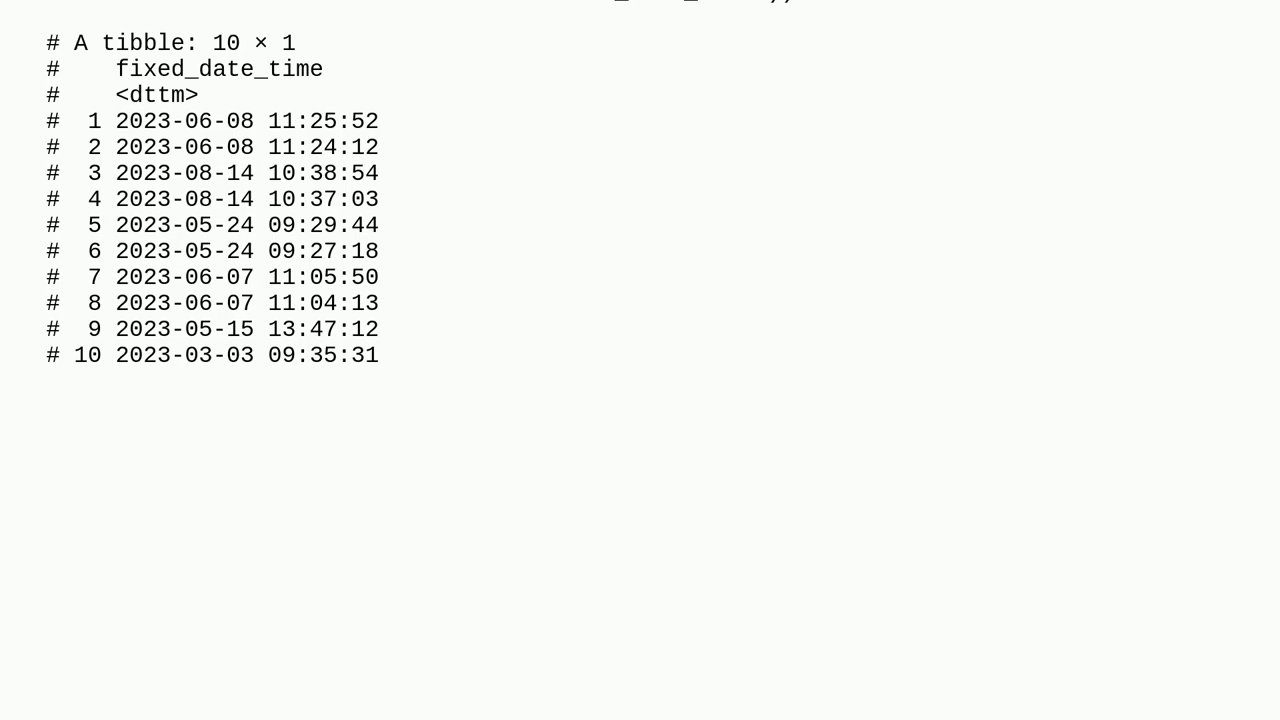 # A tibble: 10 × 1
#    fixed_date_time
#    <dttm>
#  1 2023-06-08 11:25:52
#  2 2023-06-08 11:24:12
#  3 2023-08-14 10:38:54
#  4 2023-08-14 10:37:03
#  5 2023-05-24 09:29:44
#  6 2023-05-24 09:27:18
#  7 2023-06-07 11:05:50
#  8 2023-06-07 11:04:13
#  9 2023-05-15 13:47:12
# 10 2023-03-03 09:35:31